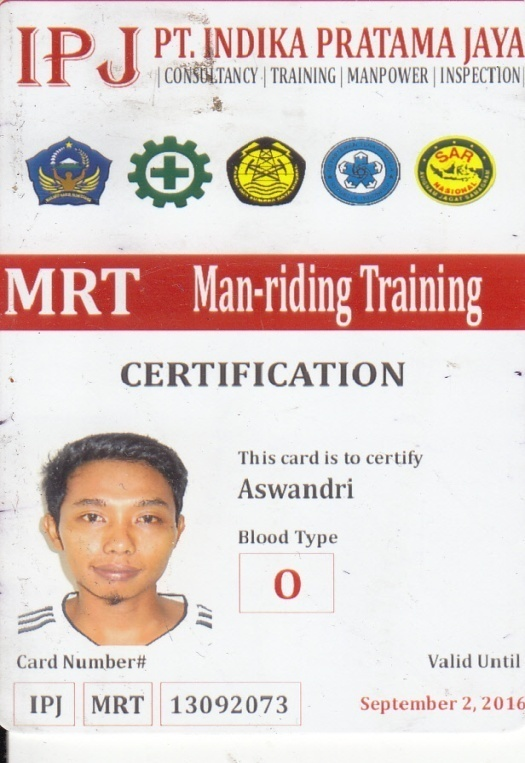 IPJ PT. INDIKA PRATAMA JAYA
| CONSULTANCY | TRAINING | MANPOWER | INSPECTION
SAR
NASIONAL
MRT Man-riding Training
CERTIFICATION
This card is to certify
Aswandri
Blood Type
O
Card Number#
Valid Until
IPJ MRT 13092073
September 2, 2016